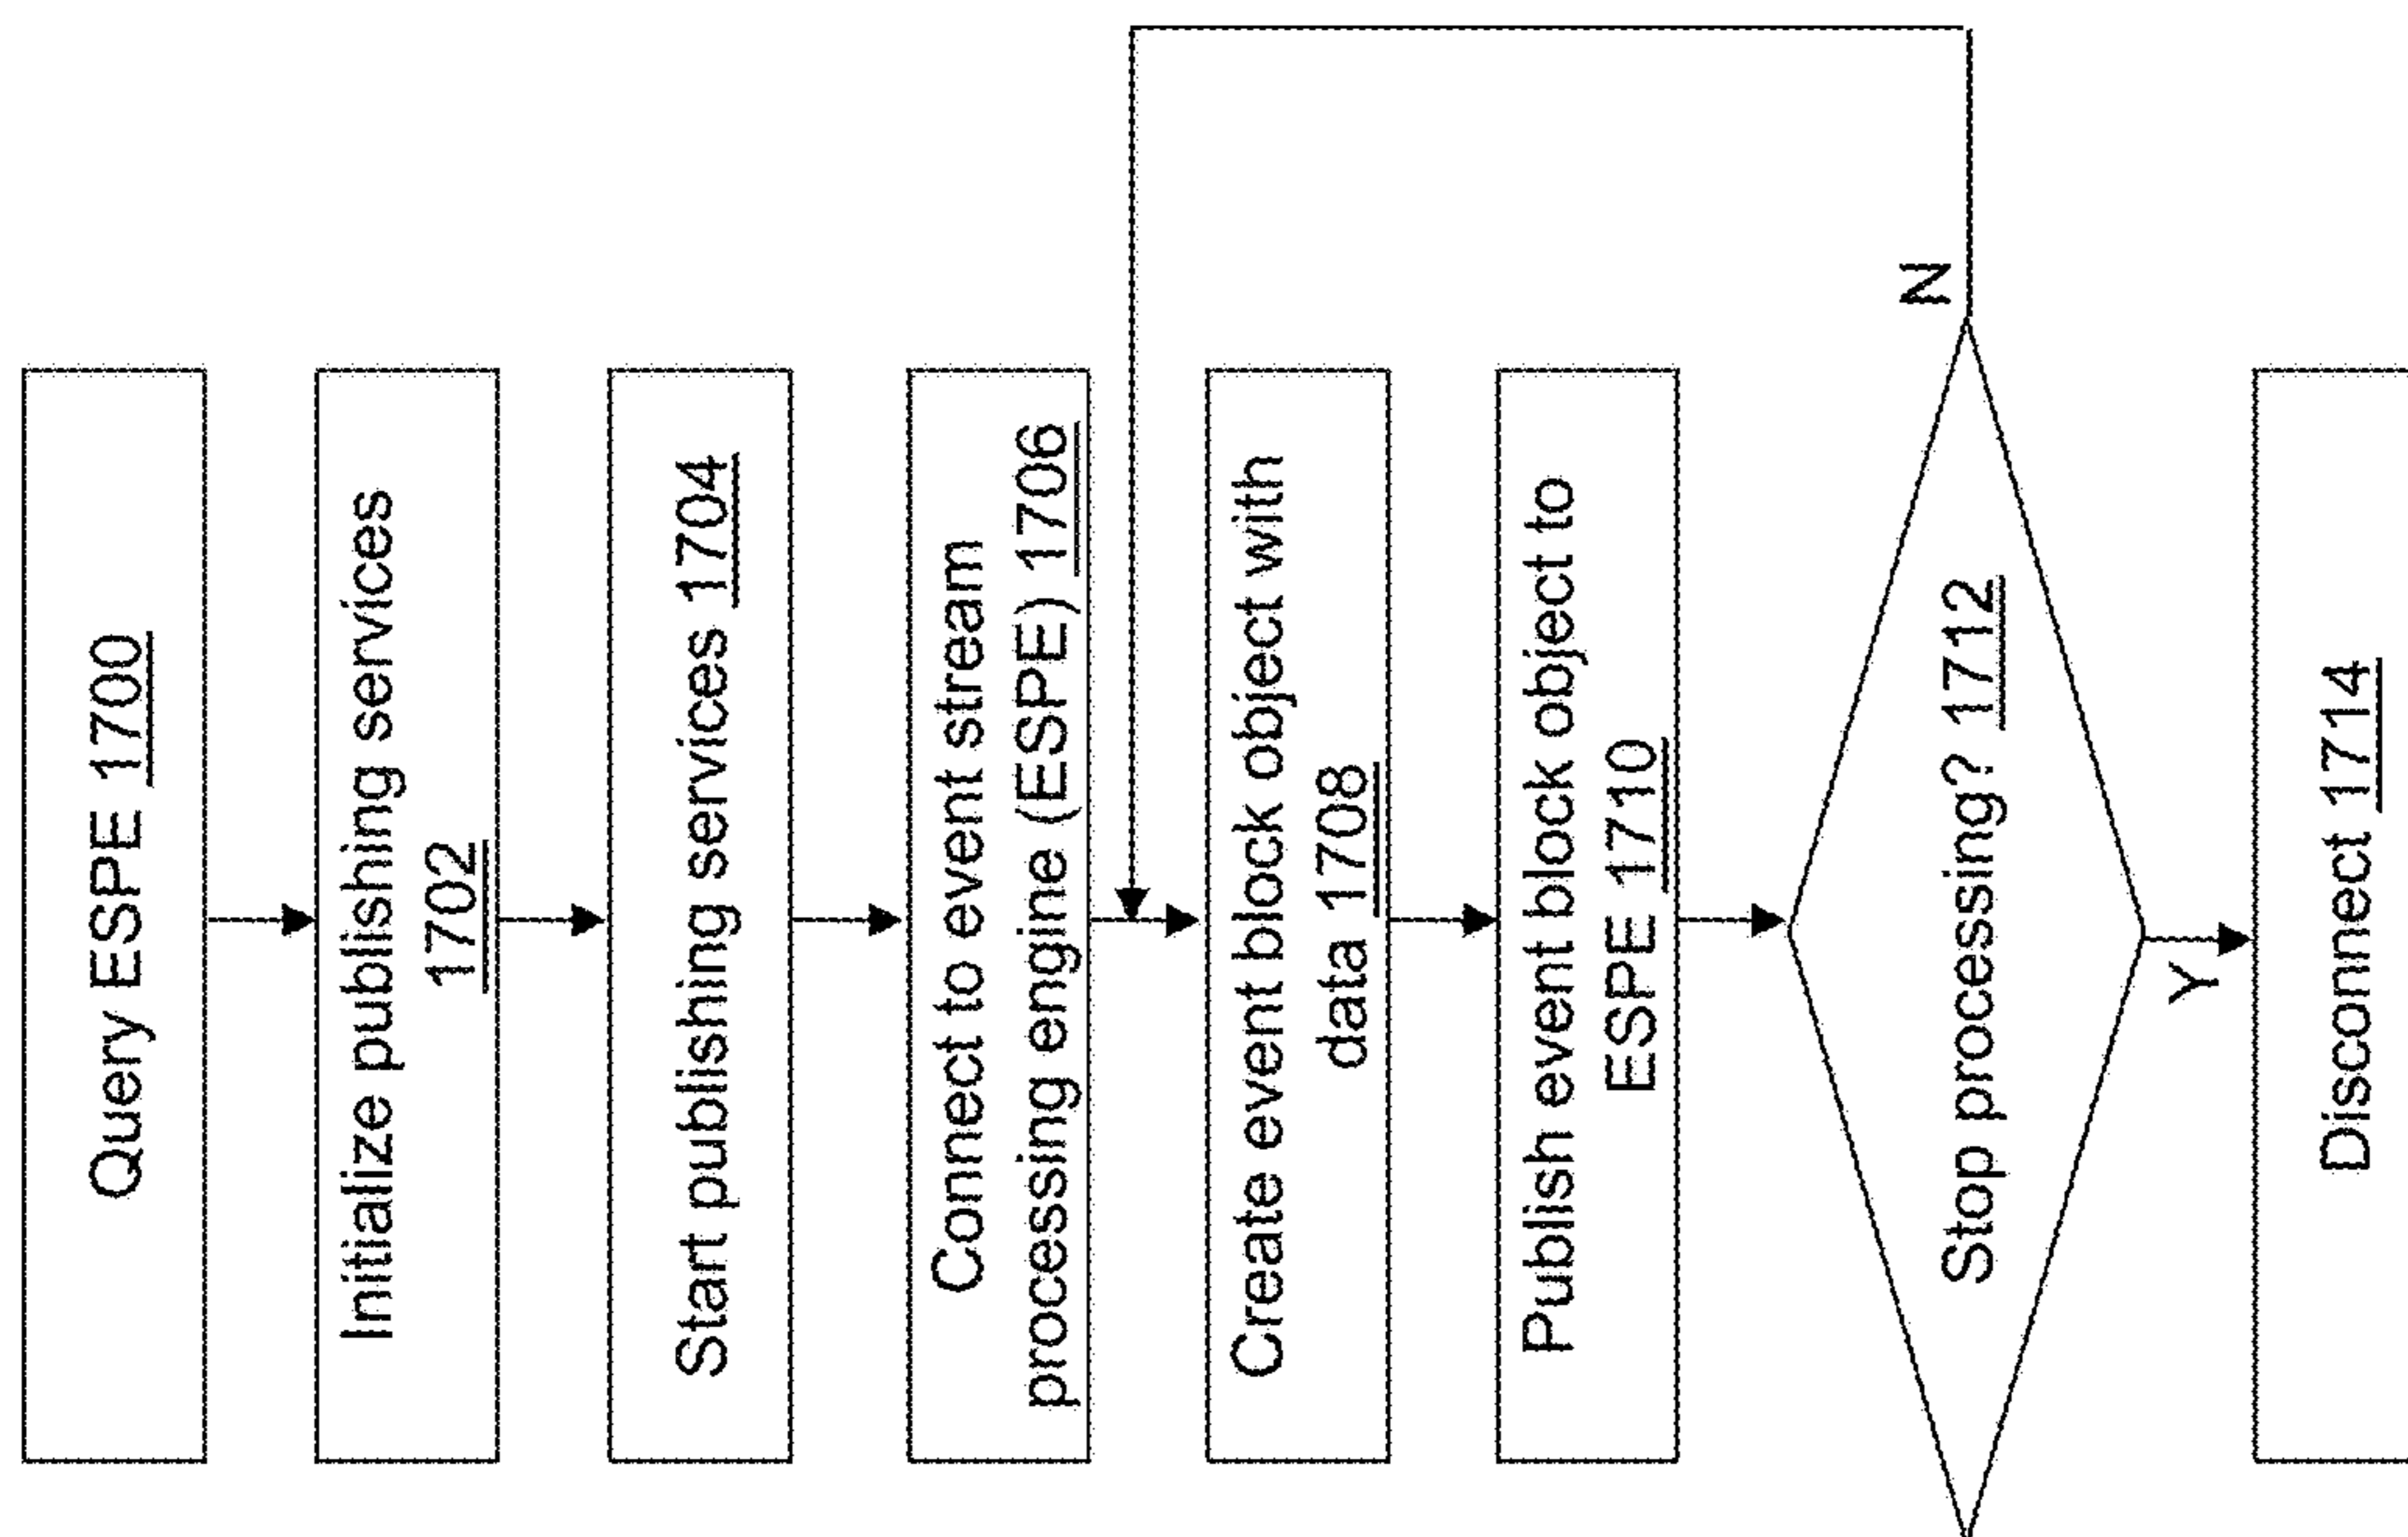 Query ESPE 1700
Initialize publishing services
1702
Start publishing services 1704
Connect to event stream
processing engine (ESPE) 1706
Create event block object with
data 1708
Publish event block object to
ESPE 1710
Stop processing? 1712
N
Y
Disconnect 1714